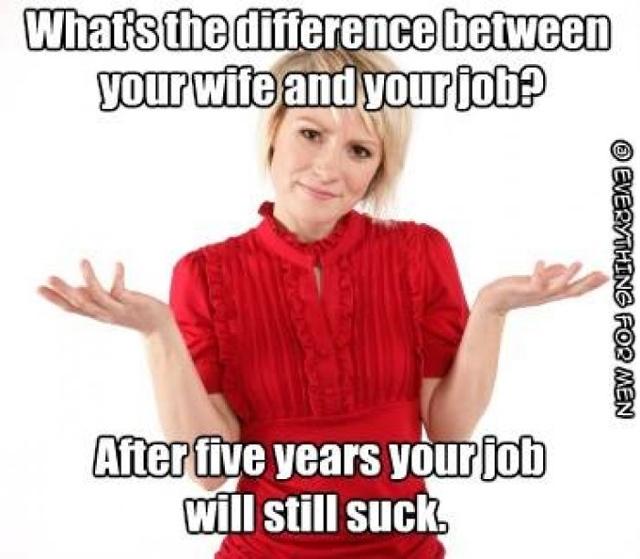 What's the difference between
your wife and your job?
@ EVERYTHING FOR MEN
After five years your job
will still suck.